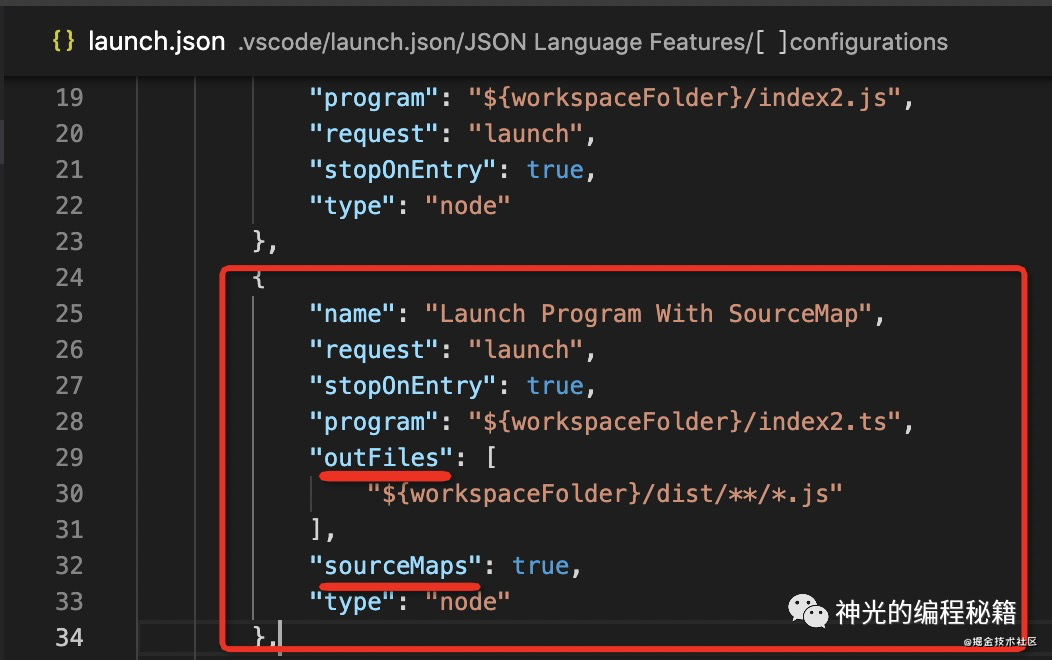 {} launch.json .vscode/launch.json/JSON Language Features/[ ]configurations
19 "program": "${workspaceFolder}/index2.js",
20 "request": "launch",
21 "stopOnEntry": true,
22 "type": "node"
23 },
24 {
25 "name": "Launch Program With SourceMap",
26 "request": "launch",
27 "stopOnEntry": true,
28 "program": "${workspaceFolder}/index2.ts",
29 "outFiles": [
30 "${workspaceFolder}/dist/**/*.js"
31 ],
32 "sourceMaps": true,
33 "type": "node"
34 },
神光的编程秘籍
@掘金技术社区